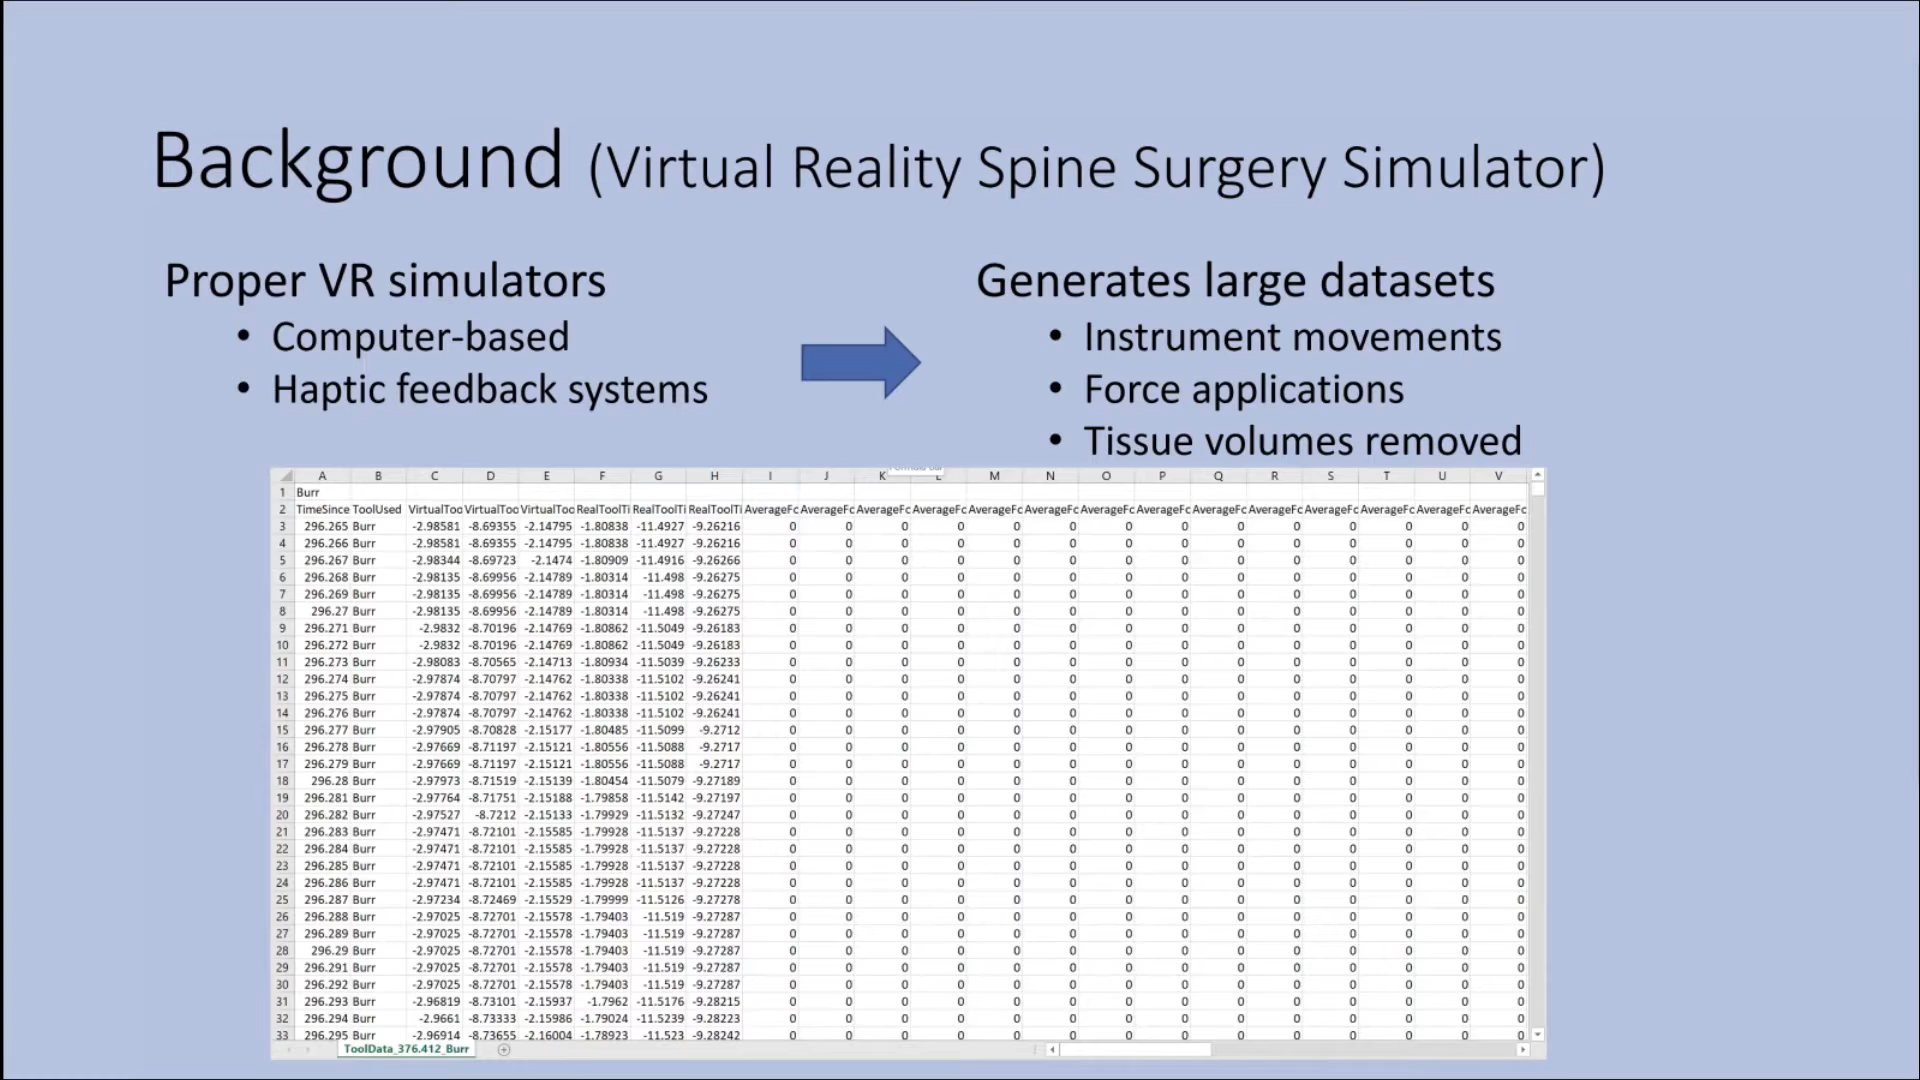 Background (Virtual Reality Spine Surgery Simulator)
Proper VR simulators
• Computer-based
• Haptic feedback systems
Generates large datasets
• Instrument movements
• Force applications
• Tissue volumes removed
A B C D E F G H I J K L M N O P Q R S T U V
1 Burr
2 TimeSince ToolUsed VirtualToo VirtualToo VirtualToo RealToolTi RealToolTi RealToolTi AverageFc AverageFc AverageFc AverageFc AverageFc AverageFc AverageFc AverageFc AverageFc AverageFc AverageFc AverageFc AverageFc AverageFc
3 296.265 Burr -2.98581 -8.69355 -2.14795 -1.80838 -11.4927 -9.26216 0 0 0 0 0 0 0 0 0 0 0 0 0 0
4 296.266 Burr -2.98581 -8.69355 -2.14795 -1.80838 -11.4927 -9.26216 0 0 0 0 0 0 0 0 0 0 0 0 0 0
5 296.267 Burr -2.98344 -8.69723 -2.1474 -1.80909 -11.4916 -9.26266 0 0 0 0 0 0 0 0 0 0 0 0 0 0
6 296.268 Burr -2.98135 -8.69956 -2.14789 -1.80314 -11.498 -9.26275 0 0 0 0 0 0 0 0 0 0 0 0 0 0
7 296.269 Burr -2.98135 -8.69956 -2.14789 -1.80314 -11.498 -9.26275 0 0 0 0 0 0 0 0 0 0 0 0 0 0
8 296.27 Burr -2.98135 -8.69956 -2.14789 -1.80314 -11.498 -9.26275 0 0 0 0 0 0 0 0 0 0 0 0 0 0
9 296.271 Burr -2.9832 -8.70196 -2.14769 -1.80862 -11.5049 -9.26183 0 0 0 0 0 0 0 0 0 0 0 0 0 0
10 296.272 Burr -2.9832 -8.70196 -2.14769 -1.80862 -11.5049 -9.26183 0 0 0 0 0 0 0 0 0 0 0 0 0 0
11 296.273 Burr -2.98083 -8.70565 -2.14713 -1.80934 -11.5039 -9.26233 0 0 0 0 0 0 0 0 0 0 0 0 0 0
12 296.274 Burr -2.97874 -8.70797 -2.14762 -1.80338 -11.5102 -9.26241 0 0 0 0 0 0 0 0 0 0 0 0 0 0
13 296.275 Burr -2.97874 -8.70797 -2.14762 -1.80338 -11.5102 -9.26241 0 0 0 0 0 0 0 0 0 0 0 0 0 0
14 296.276 Burr -2.97874 -8.70797 -2.14762 -1.80338 -11.5102 -9.26241 0 0 0 0 0 0 0 0 0 0 0 0 0 0
15 296.277 Burr -2.97905 -8.70828 -2.15177 -1.80485 -11.5099 -9.2712 0 0 0 0 0 0 0 0 0 0 0 0 0 0
16 296.278 Burr -2.97669 -8.71197 -2.15121 -1.80556 -11.5088 -9.2717 0 0 0 0 0 0 0 0 0 0 0 0 0 0
17 296.279 Burr -2.97669 -8.71197 -2.15121 -1.80556 -11.5088 -9.2717 0 0 0 0 0 0 0 0 0 0 0 0 0 0
18 296.28 Burr -2.97973 -8.71519 -2.15139 -1.80454 -11.5079 -9.27189 0 0 0 0 0 0 0 0 0 0 0 0 0 0
19 296.281 Burr -2.97764 -8.71751 -2.15188 -1.79858 -11.5142 -9.27197 0 0 0 0 0 0 0 0 0 0 0 0 0 0
20 296.282 Burr -2.97527 -8.7212 -2.15133 -1.79929 -11.5132 -9.27247 0 0 0 0 0 0 0 0 0 0 0 0 0 0
21 296.283 Burr -2.97471 -8.72101 -2.15585 -1.79928 -11.5137 -9.27228 0 0 0 0 0 0 0 0 0 0 0 0 0 0
22 296.284 Burr -2.97471 -8.72101 -2.15585 -1.79928 -11.5137 -9.27228 0 0 0 0 0 0 0 0 0 0 0 0 0 0
23 296.285 Burr -2.97471 -8.72101 -2.15585 -1.79928 -11.5137 -9.27228 0 0 0 0 0 0 0 0 0 0 0 0 0 0
24 296.286 Burr -2.97471 -8.72101 -2.15585 -1.79928 -11.5137 -9.27228 0 0 0 0 0 0 0 0 0 0 0 0 0 0
25 296.287 Burr -2.97234 -8.72469 -2.15529 -1.79999 -11.5126 -9.27278 0 0 0 0 0 0 0 0 0 0 0 0 0 0
26 296.288 Burr -2.97025 -8.72701 -2.15578 -1.79403 -11.519 -9.27287 0 0 0 0 0 0 0 0 0 0 0 0 0 0
27 296.289 Burr -2.97025 -8.72701 -2.15578 -1.79403 -11.519 -9.27287 0 0 0 0 0 0 0 0 0 0 0 0 0 0
28 296.29 Burr -2.97025 -8.72701 -2.15578 -1.79403 -11.519 -9.27287 0 0 0 0 0 0 0 0 0 0 0 0 0 0
29 296.291 Burr -2.97025 -8.72701 -2.15578 -1.79403 -11.519 -9.27287 0 0 0 0 0 0 0 0 0 0 0 0 0 0
30 296.292 Burr -2.97025 -8.72701 -2.15578 -1.79403 -11.519 -9.27287 0 0 0 0 0 0 0 0 0 0 0 0 0 0
31 296.293 Burr -2.96819 -8.73101 -2.15937 -1.7962 -11.5176 -9.28215 0 0 0 0 0 0 0 0 0 0 0 0 0 0
32 296.294 Burr -2.9661 -8.73333 -2.15986 -1.79024 -11.5239 -9.28223 0 0 0 0 0 0 0 0 0 0 0 0 0 0
33 296.295 Burr -2.96914 -8.73655 -2.16004 -1.78923 -11.523 -9.28242 0 0 0 0 0 0 0 0 0 0 0 0 0 0
ToolData_376.412_Burr